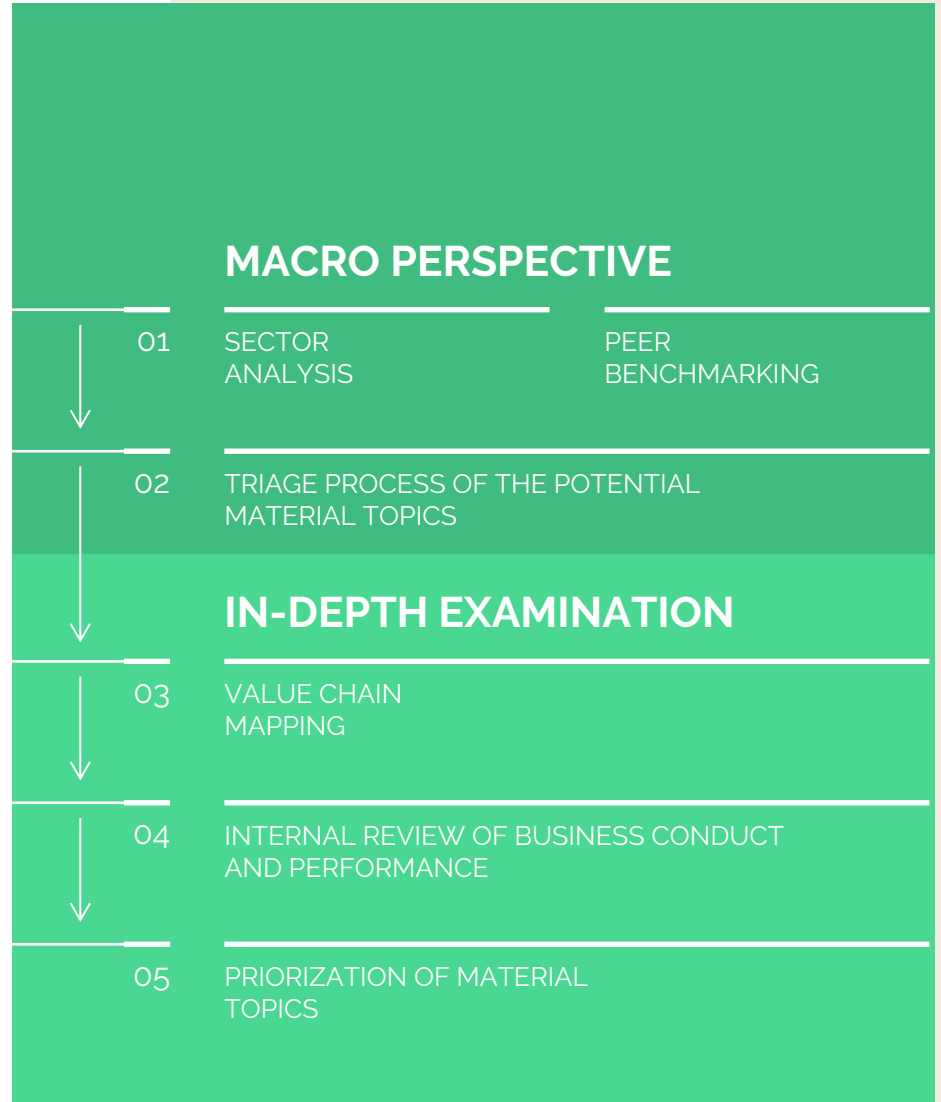 MACRO PERSPECTIVE
01
SECTOR
ANALYSIS
PEER
BENCHMARKING
02
TRIAGE PROCESS OF THE POTENTIAL
MATERIAL TOPICS
IN-DEPTH EXAMINATION
03
VALUE CHAIN
MAPPING
04
INTERNAL REVIEW OF BUSINESS CONDUCT
AND PERFORMANCE
05
PRIORIZATION OF MATERIAL
TOPICS